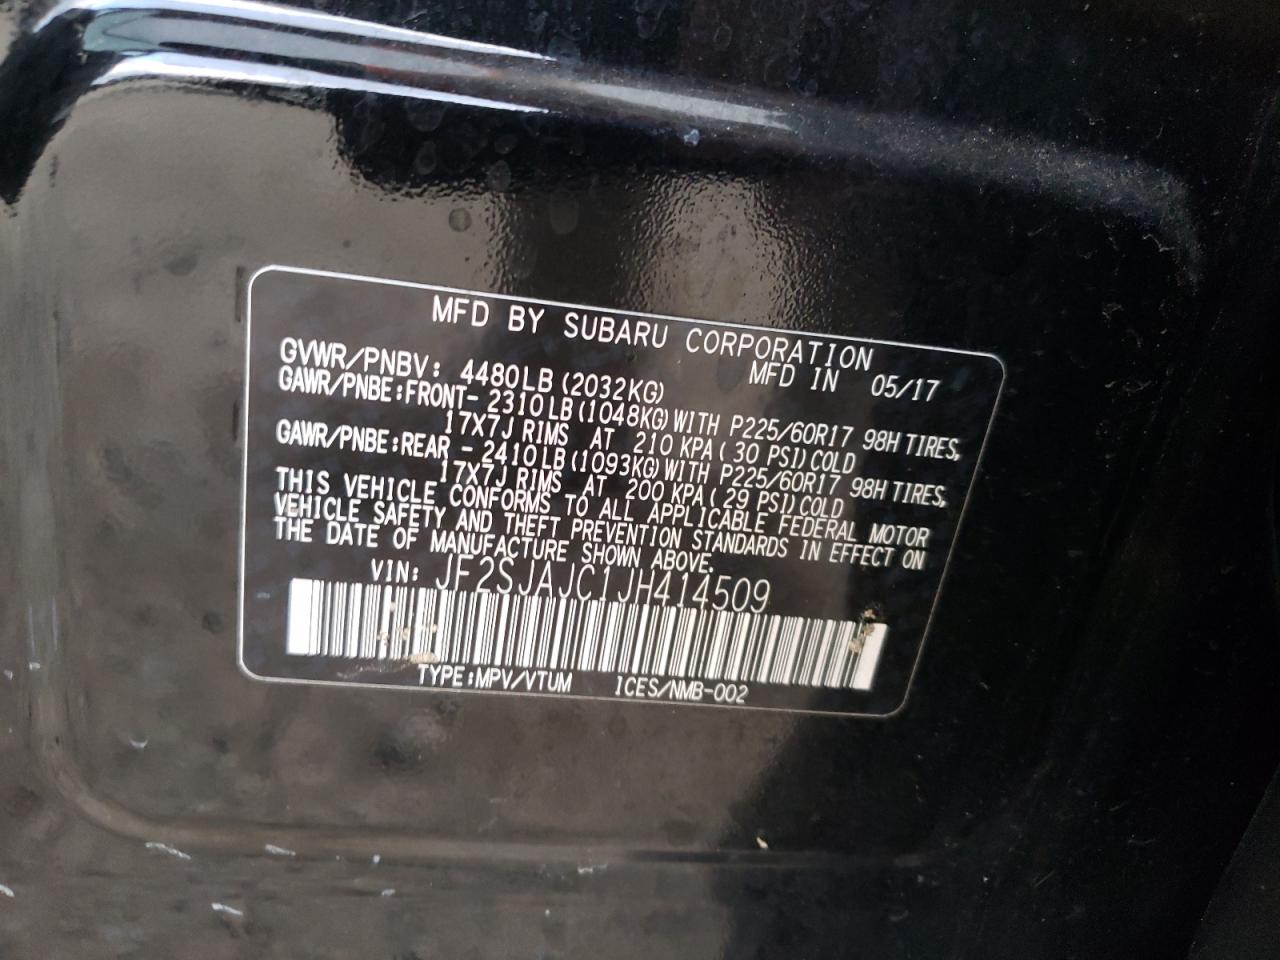 MFD BY SUBARU CORPORATION
MFD IN 05/17
GVWR/PNBV: 4480LB(2032KG)
GAWR/PNBE:FRONT- 2310LB(1048KG)WITH P225/60R17 98H TIRES,
17X7J RIMS AT 210 KPA(30 PSI)COLD
GAWR/PNBE:REAR - 2410LB(1093KG)WITH P225/60R17 98H TIRES,
17X7J RIMS AT 200 KPA(29 PSI)COLD
THIS VEHICLE CONFORMS TO ALL APPLICABLE FEDERAL MOTOR
VEHICLE SAFETY AND THEFT PREVENTION STANDARDS IN EFFECT ON
THE DATE OF MANUFACTURE SHOWN ABOVE.
VIN: JF2SJAJC1JH414509
TYPE:MPV/VTUM ICES/NMB-002